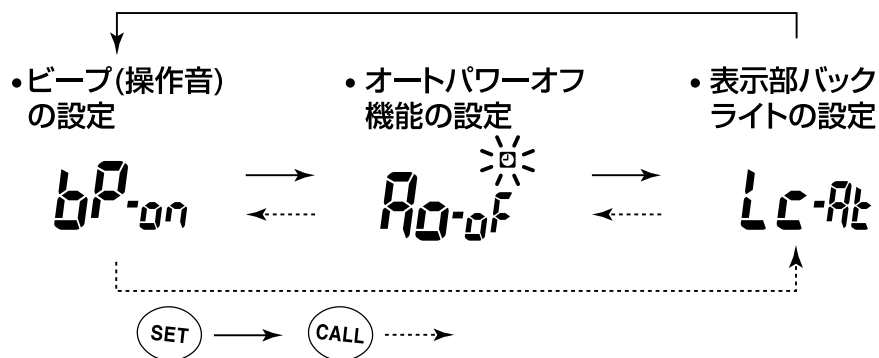 • ビープ(操作音)
の設定
• オートパワーオフ
機能の設定
• 表示部バック
ライトの設定
bP-on
Ao-oF
Lc-At
SET
CALL